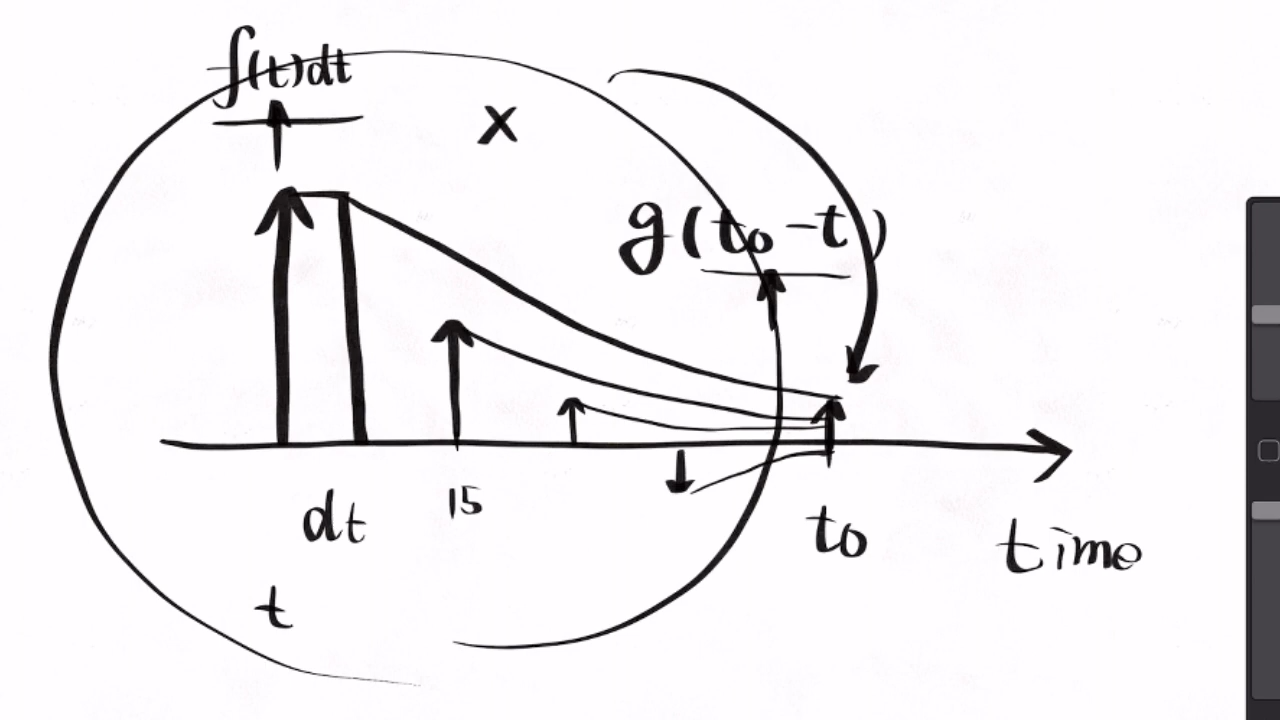 f(t)dt
x
g(t₀-t)
dt
15
t₀
time
t